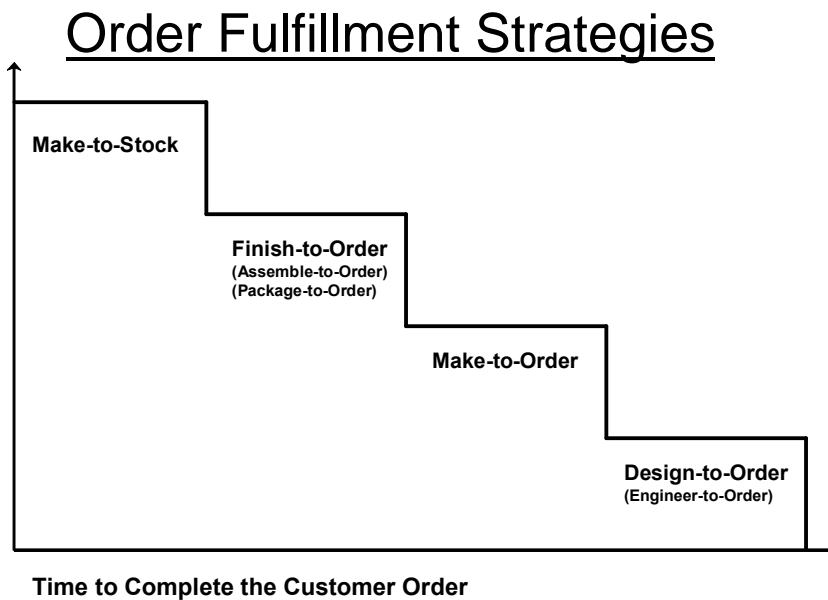 Order Fulfillment Strategies
Make-to-Stock
Finish-to-Order
(Assemble-to-Order)
(Package-to-Order)
Make-to-Order
Design-to-Order
(Engineer-to-Order)
Time to Complete the Customer Order